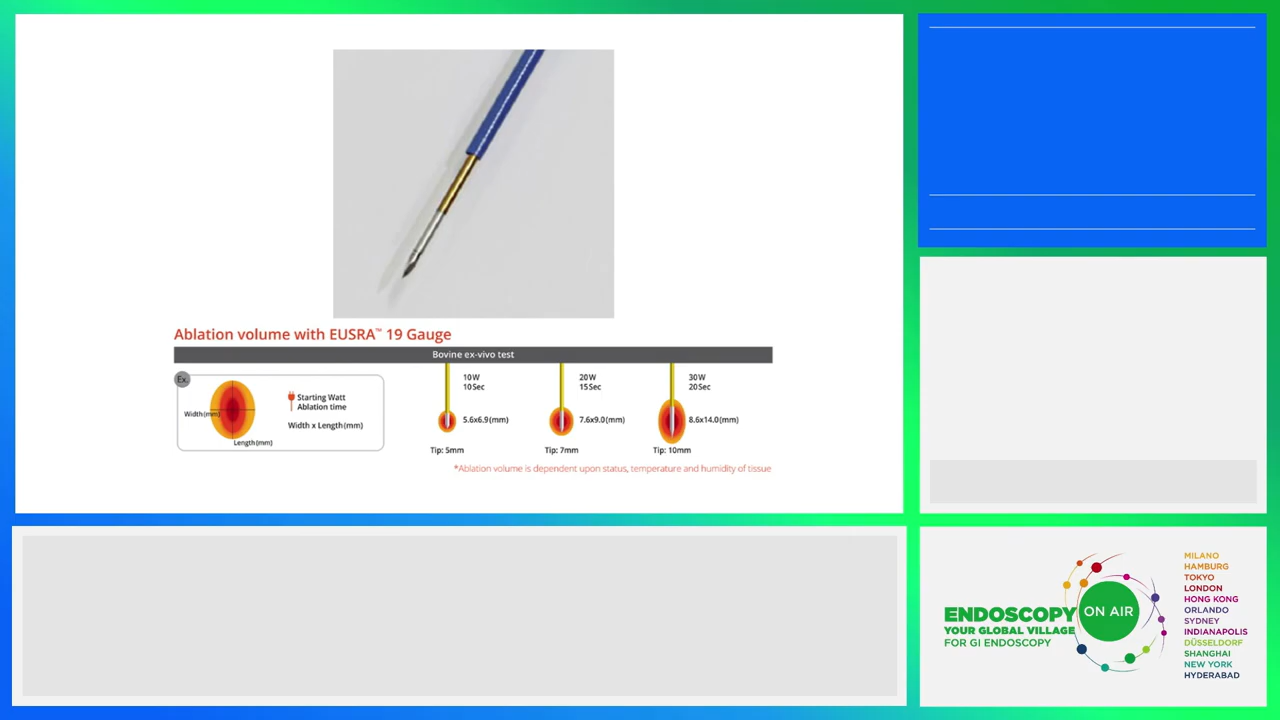 Ablation volume with EUSRA™ 19 Gauge
Bovine ex-vivo test
Ex.
Width(mm)
Length(mm)
Starting Watt
Ablation time
Width x Length(mm)
10W
10Sec
5.6x6.9(mm)
Tip: 5mm
20W
15Sec
7.6x9.0(mm)
Tip: 7mm
30W
20Sec
8.6x14.0(mm)
Tip: 10mm
*Ablation volume is dependent upon status, temperature and humidity of tissue
ENDOSCOPY ON AIR
YOUR GLOBAL VILLAGE
FOR GI ENDOSCOPY
MILANO
HAMBURG
TOKYO
LONDON
HONG KONG
ORLANDO
SYDNEY
INDIANAPOLIS
DÜSSELDORF
SHANGHAI
NEW YORK
HYDERABAD